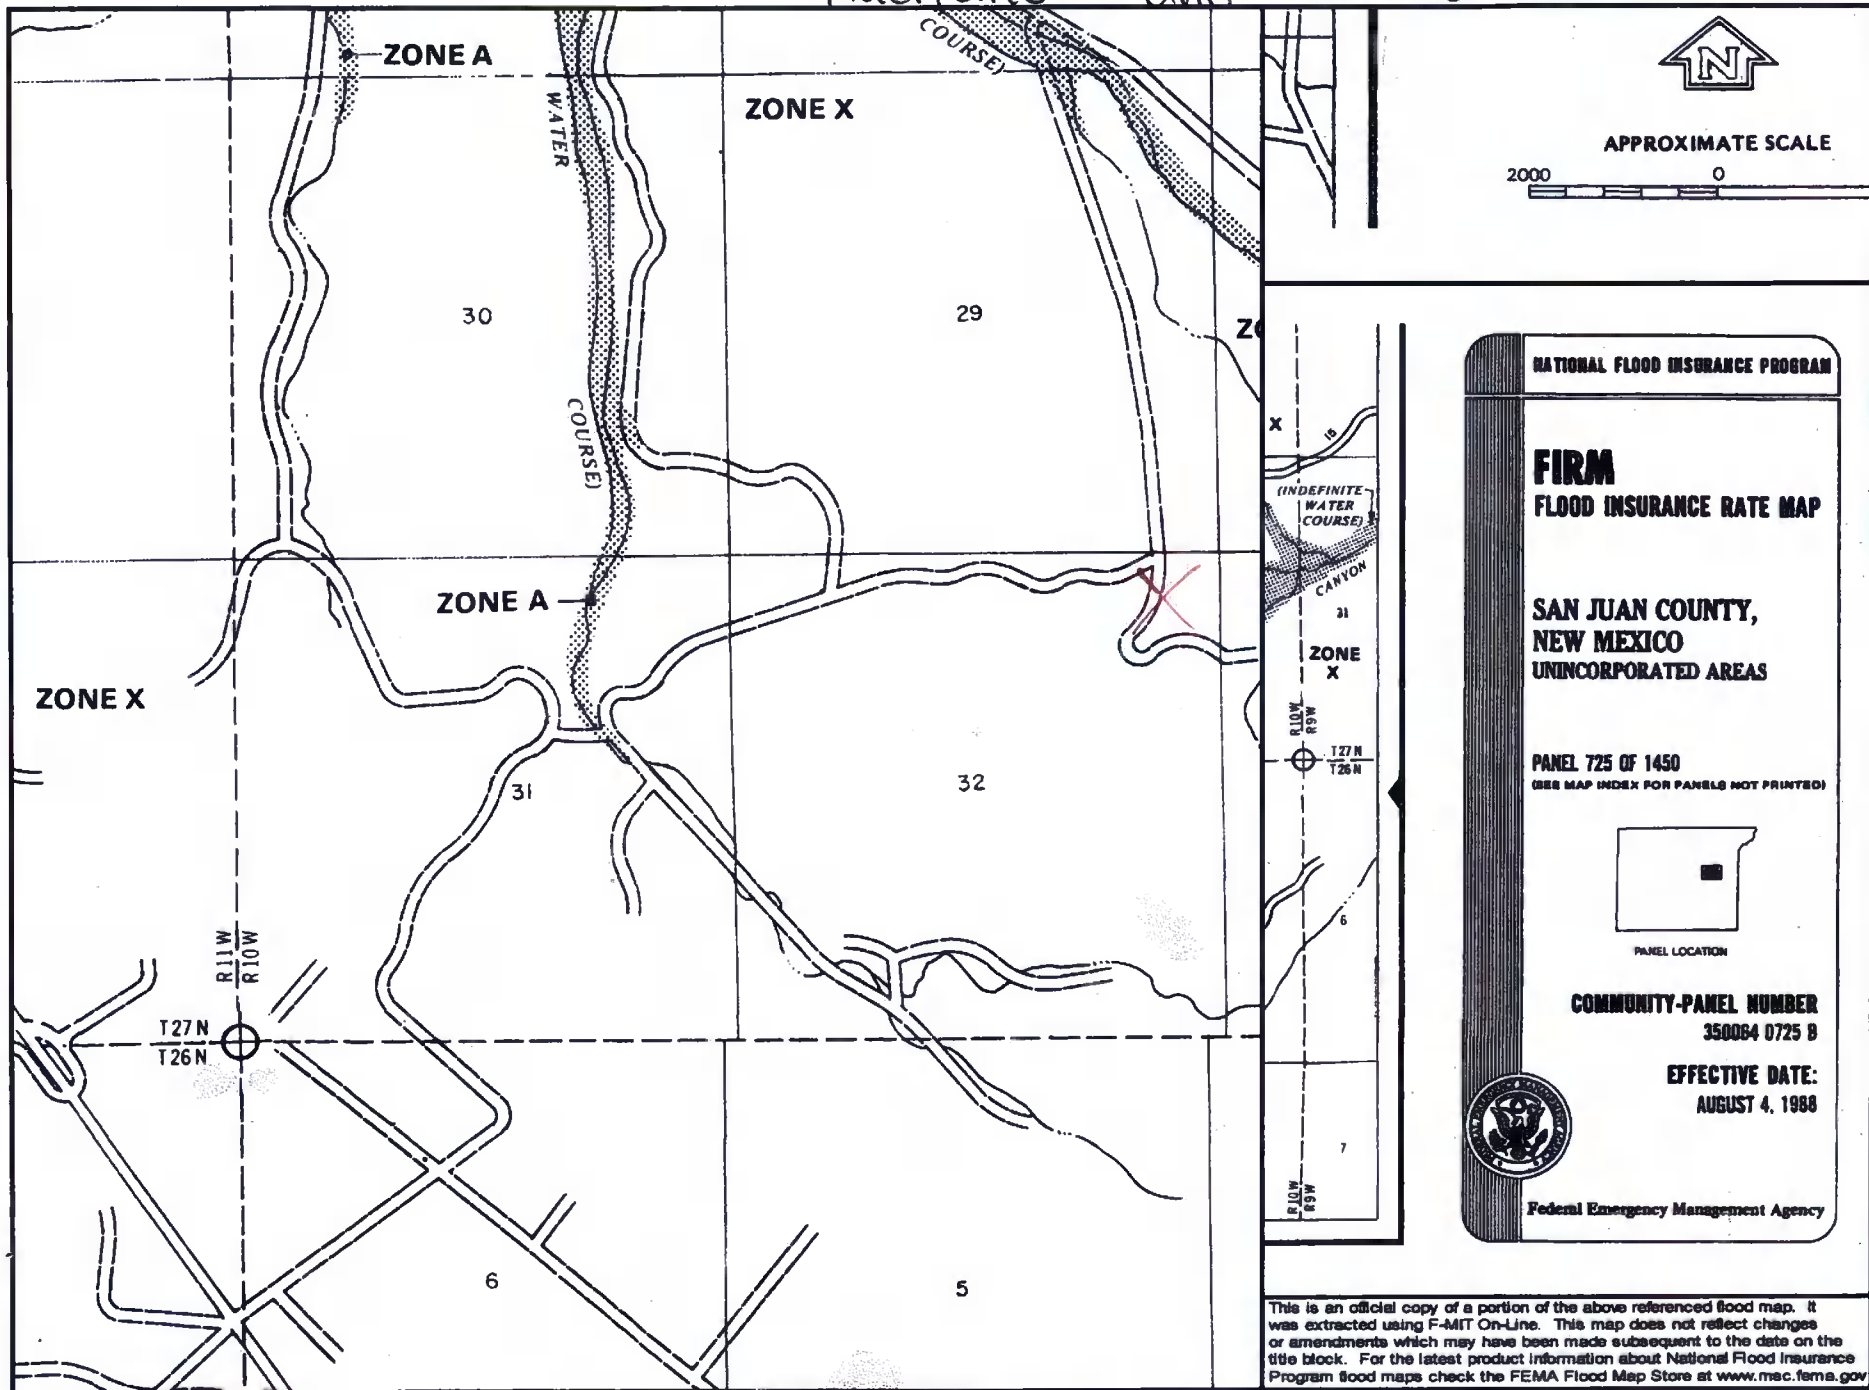 COURSE)
ZONE A
WATER
ZONE X
30
29
COURSE)
ZONE A
ZONE X
31
32
R11W
R10W
T27N
T26N
6
5
N
APPROXIMATE SCALE
2000 0
X
15
(INDEFINITE
WATER
COURSE)
CANYON
31
ZONE
X
R10W
R9W
T27N
T26N
6
7
R10W
R9W
NATIONAL FLOOD INSURANCE PROGRAM
FIRM
FLOOD INSURANCE RATE MAP
SAN JUAN COUNTY,
NEW MEXICO
UNINCORPORATED AREAS
PANEL 725 OF 1450
(SEE MAP INDEX FOR PANELS NOT PRINTED)
PANEL LOCATION
COMMUNITY-PANEL NUMBER
350064 0725 B
EFFECTIVE DATE:
AUGUST 4, 1988
Federal Emergency Management Agency
This is an official copy of a portion of the above referenced flood map. It
was extracted using F-MIT On-Line. This map does not reflect changes
or amendments which may have been made subsequent to the date on the
title block. For the latest product information about National Flood Insurance
Program flood maps check the FEMA Flood Map Store at www.msc.fema.gov